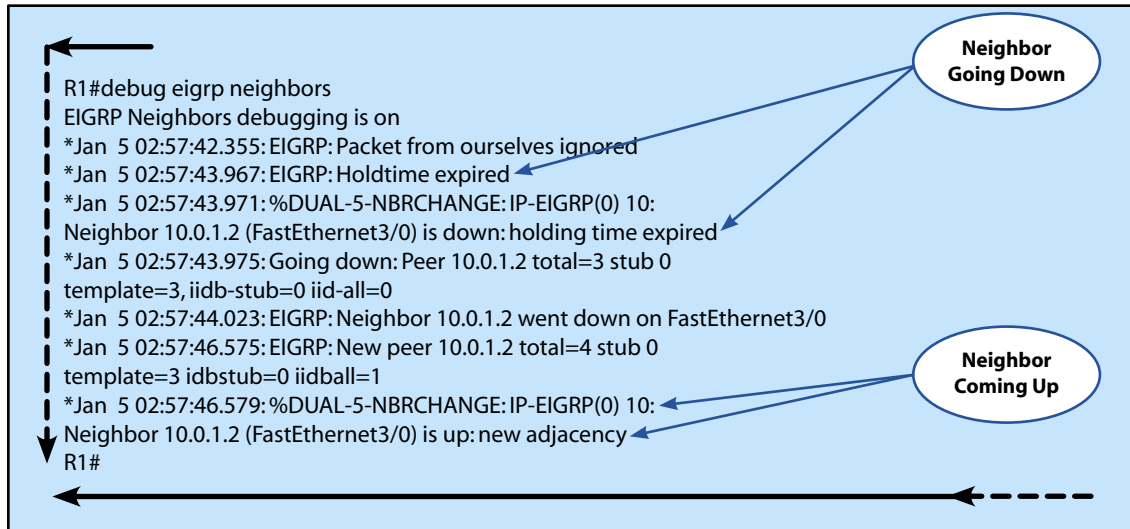 Neighbor
Going Down
R1#debug eigrp neighbors
EIGRP Neighbors debugging is on
*Jan 5 02:57:42.355: EIGRP: Packet from ourselves ignored
*Jan 5 02:57:43.967: EIGRP: Holdtime expired
*Jan 5 02:57:43.971: %DUAL-5-NBRCHANGE: IP-EIGRP(0) 10:
Neighbor 10.0.1.2 (FastEthernet3/0) is down: holding time expired
*Jan 5 02:57:43.975: Going down: Peer 10.0.1.2 total=3 stub 0
template=3, iidb-stub=0 iid-all=0
*Jan 5 02:57:44.023: EIGRP: Neighbor 10.0.1.2 went down on FastEthernet3/0
*Jan 5 02:57:46.575: EIGRP: New peer 10.0.1.2 total=4 stub 0
template=3 idbstub=0 iidball=1
*Jan 5 02:57:46.579: %DUAL-5-NBRCHANGE: IP-EIGRP(0) 10:
Neighbor 10.0.1.2 (FastEthernet3/0) is up: new adjacency
R1#
Neighbor
Coming Up